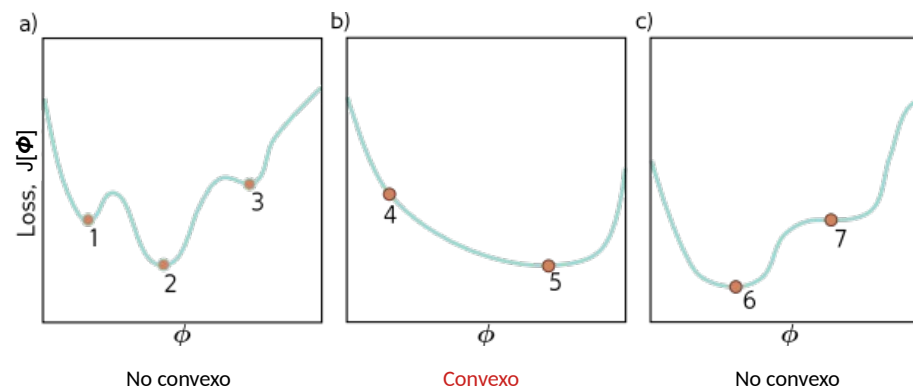 a)
b)
c)
Loss, J[ϕ]
1
2
3
4
5
6
7
ϕ
ϕ
ϕ
No convexo
Convexo
No convexo